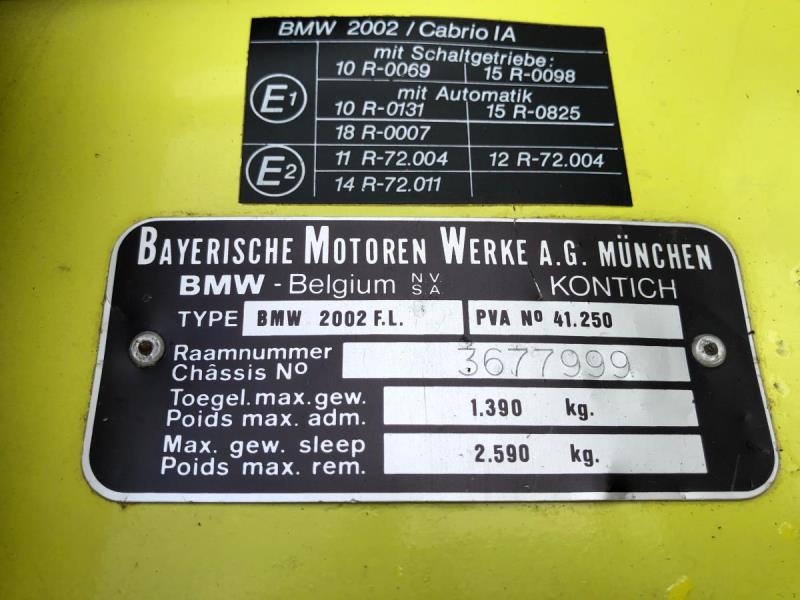 BMW 2002 / Cabrio IA
mit Schaltgetriebe:
10 R-0069 15 R-0098
mit Automatik
E1 10 R-0131 15 R-0825
18 R-0007
E2 11 R-72.004 12 R-72.004
14 R-72.011
BAYERISCHE MOTOREN WERKE A.G. MÜNCHEN
BMW - Belgium N.V. S.A. KONTICH
TYPE BMW 2002 F.L. PVA Nº 41.250
Raamnummer
Châssis Nº 3677999
Toegel. max. gew.
Poids max. adm. 1.390 kg.
Max. gew. sleep
Poids max. rem. 2.590 kg.